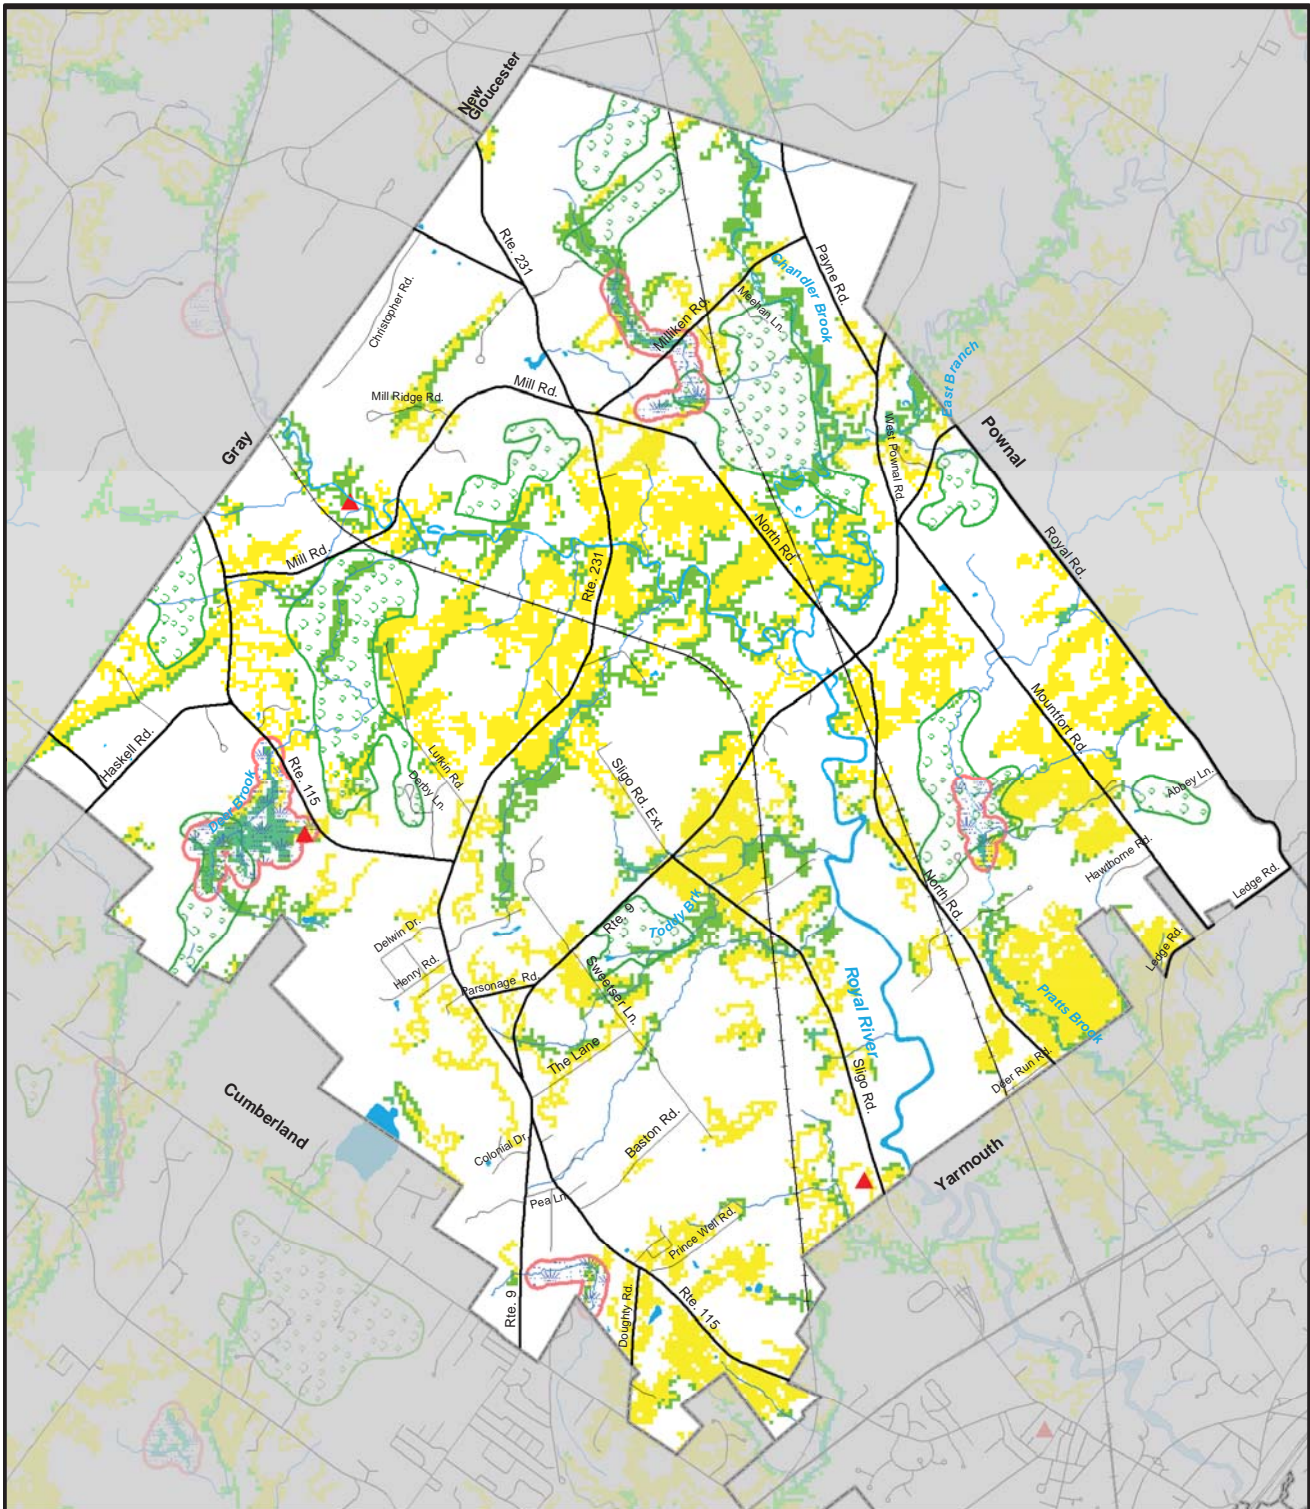 New
Gloucester
Rte. 231
Christopher Rd.
Payne Rd.
Chandler Brook
Meehan Ln.
Milliken Rd.
East Branch
Mill Rd.
Mill Ridge Rd.
Gray
Pownal
West Pownal Rd.
North Rd.
Royal Rd.
Mill Rd.
Rte. 231
Mountfort Rd.
Haskell Rd.
Rte. 115
Lufkin Rd.
Derby Ln.
Sligo Rd. Ext.
Abbey Ln.
Deer Brook
Hawthorne Rd.
Ledge Rd.
North Rd.
Rte. 9
Toddy Brk
Delwin Dr.
Henry Rd.
Parsonage Rd.
Sweetser Ln.
Ledge Rd.
Royal River
Pratts Brook
The Lane
Deer Run Rd.
Sligo Rd.
Cumberland
Baston Rd.
Colonial Dr.
Yarmouth
Pea Ln.
Prince Well Rd.
Rte. 9
Doughty Rd.
Rte. 115